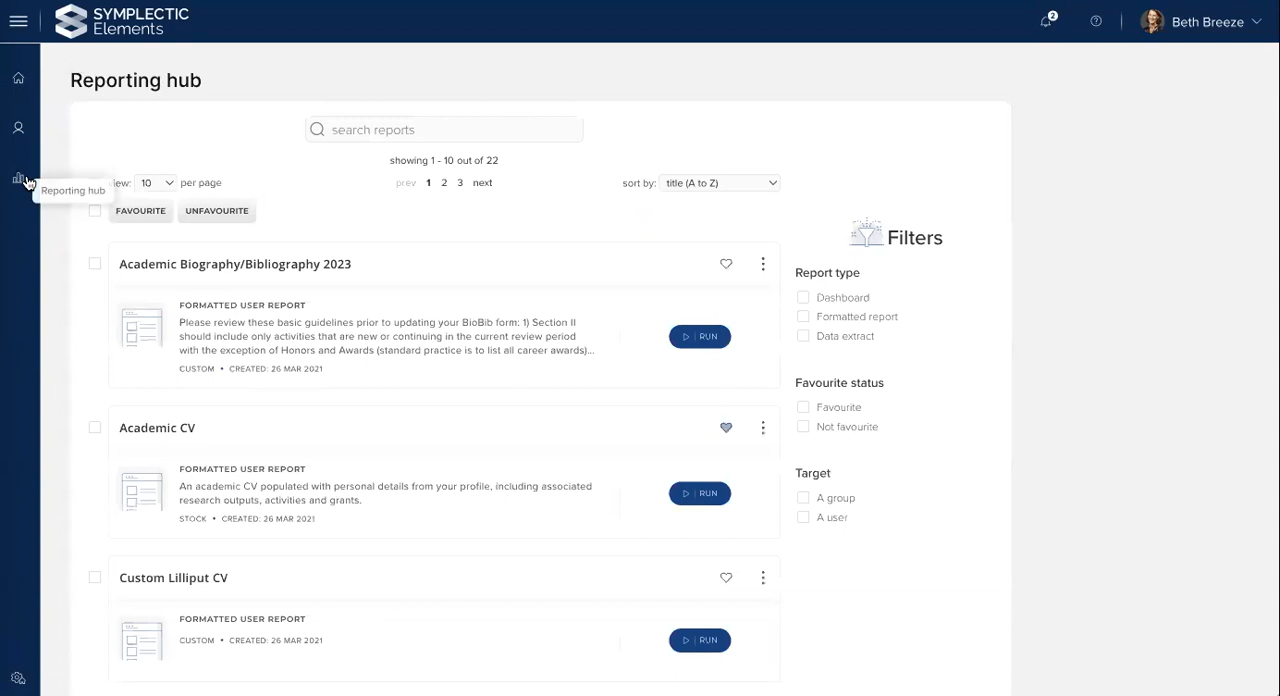 SYMPLECTIC
Elements
2
Beth Breeze
Reporting hub
search reports
showing 1 - 10 out of 22
10 per page
prev 1 2 3 next
sort by: title (A to Z)
Reporting hub
FAVOURITE UNFAVOURITE
Filters
Academic Biography/Bibliography 2023
FORMATTED USER REPORT
Please review these basic guidelines prior to updating your BioBib form: 1) Section II
should include only activities that are new or continuing in the current review period
with the exception of Honors and Awards (standard practice is to list all career awards)...
CUSTOM • CREATED: 26 MAR 2021
RUN
Academic CV
FORMATTED USER REPORT
An academic CV populated with personal details from your profile, including associated
research outputs, activities and grants.
STOCK • CREATED: 26 MAR 2021
RUN
Custom Lilliput CV
FORMATTED USER REPORT
CUSTOM • CREATED: 26 MAR 2021
RUN
Report type
Dashboard
Formatted report
Data extract
Favourite status
Favourite
Not favourite
Target
A group
A user